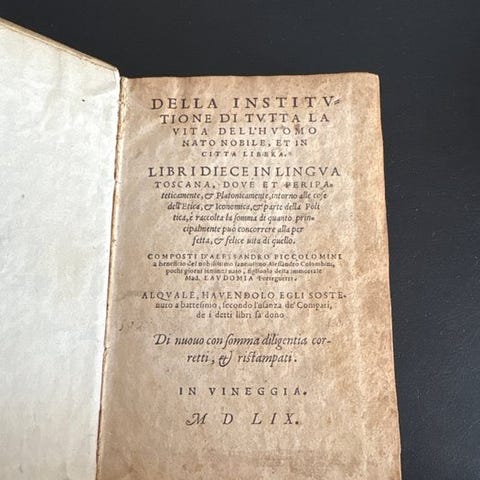 DELLA INSTITV-
TIONE DI TVTTA LA
VITA DELL'HVOMO
NATO NOBILE, ET IN
CITTA LIBERA.
LIBRI DIECE IN LINGVA
TOSCANA, DOVE ET PERIPA-
teticamente, & Platonicamente, intorno alle cose
dell'Etica, & Iconomica, & parte della Poli
tica, è raccolta la somma di quanto prin-
cipalmente può concorrere alla per
fetta, & felice uita di quello.
COMPOSTI D'ALESSANDRO PICCOLOMINI
a beneficio del nobilissimo fanciullino Alessandro Colombini,
pochi giorni innanzi nato, figliuolo della immortale
Mad. LAVDOMIA Forteguerri.
ALQVALE, HAVENDOLO EGLI SOSTE-
nuto a battesimo, secondo l'usanza de' Compari,
de i detti libri fa dono
Di nuouo con somma diligentia cor-
retti, & ristampati.
IN VINEGGIA.
M D LIX.